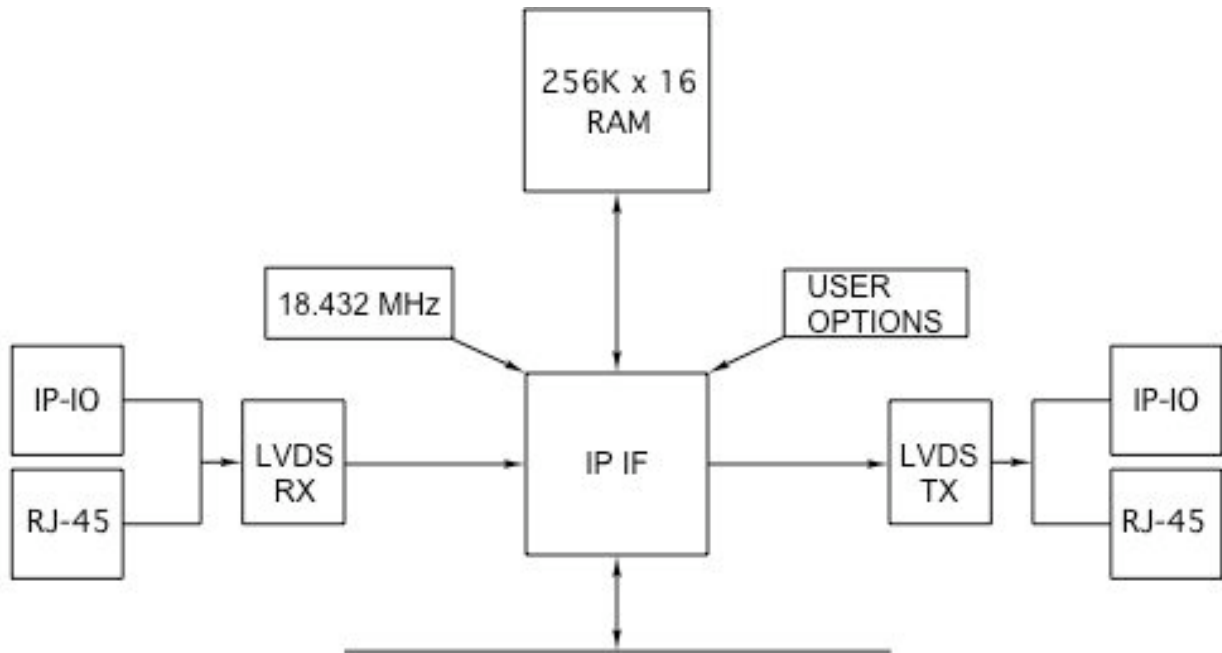 256K x 16
RAM
18.432 MHz
USER
OPTIONS
IP-IO
RJ-45
LVDS
RX
IP IF
LVDS
TX
IP-IO
RJ-45